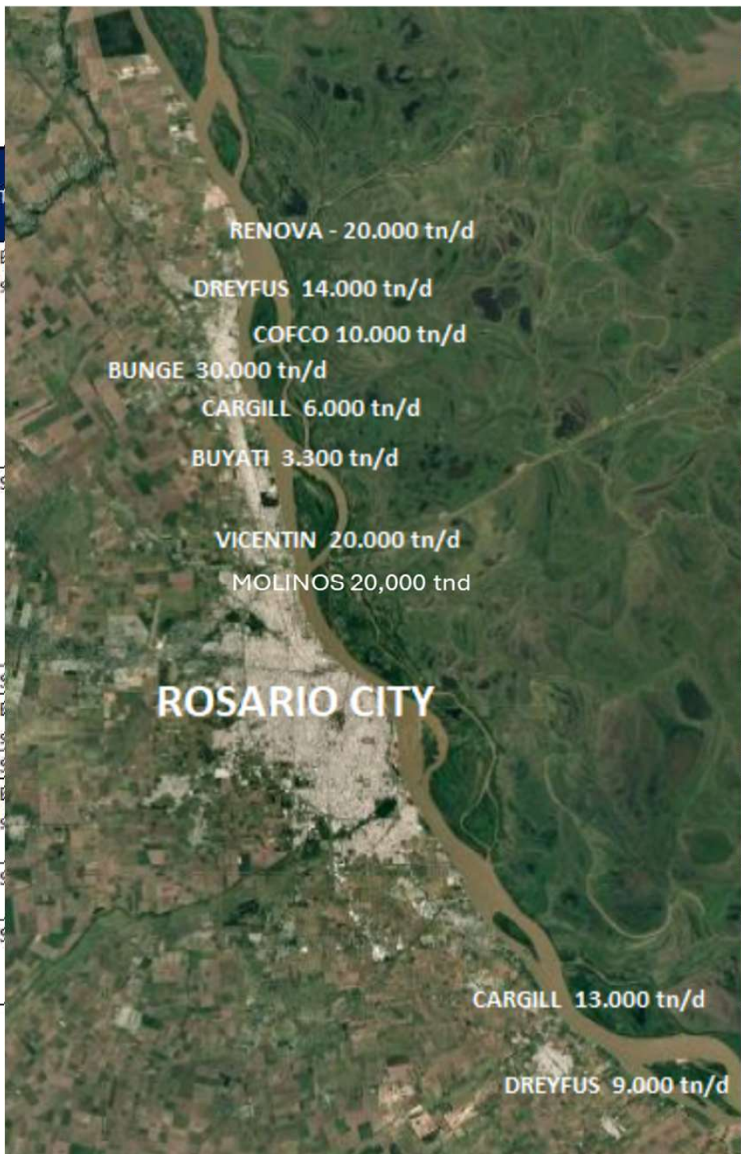 RENOVA - 20.000 tn/d
DREYFUS 14.000 tn/d
COFCO 10.000 tn/d
BUNGE 30.000 tn/d
CARGILL 6.000 tn/d
BUYATI 3.300 tn/d
VICENTIN 20.000 tn/d
MOLINOS 20,000 tnd
ROSARIO CITY
CARGILL 13.000 tn/d
DREYFUS 9.000 tn/d